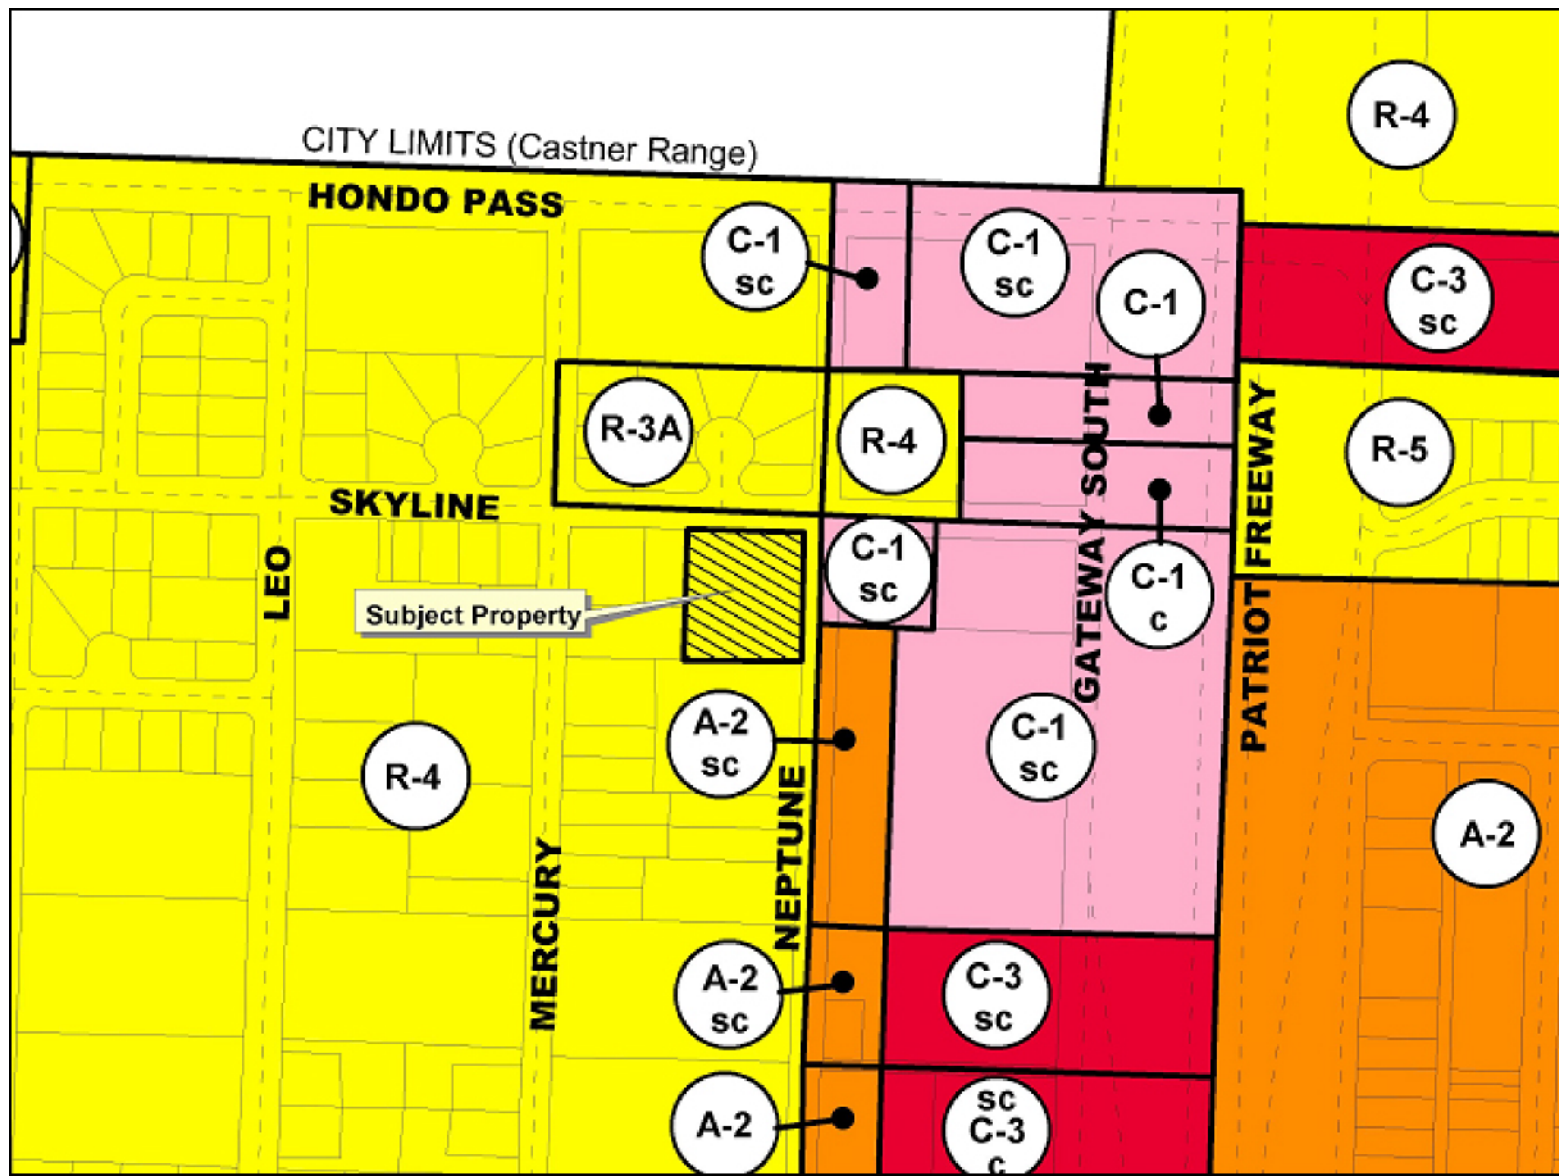 R-4
CITY LIMITS (Castner Range)
HONDO PASS
C-1
sc
C-1
sc
C-1
C-3
sc
R-3A
R-4
R-5
SKYLINE
GATEWAY SOUTH
PATRIOT FREEWAY
C-1
sc
C-1
c
LEO
Subject Property
A-2
sc
C-1
sc
R-4
A-2
NEPTUNE
MERCURY
A-2
sc
C-3
sc
A-2
sc
C-3
c